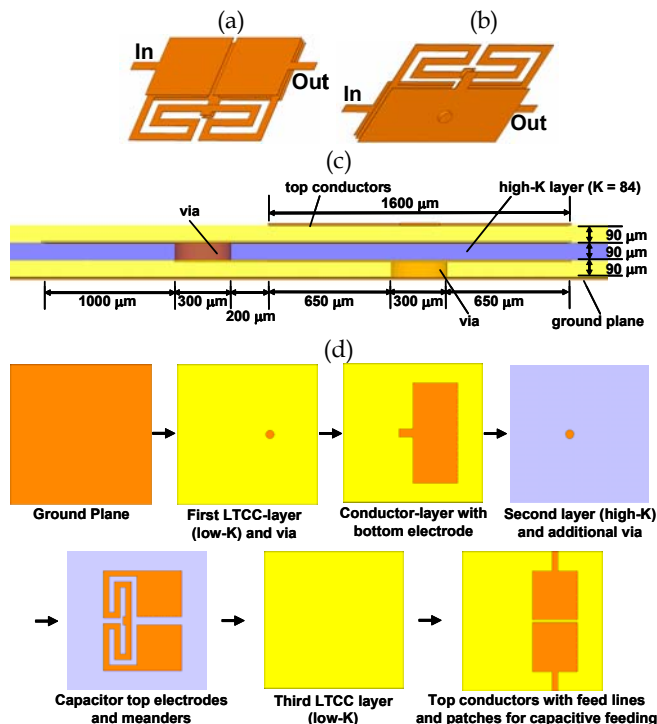 (a)
(b)
In
Out
In
Out
(c)
top conductors
high-K layer (K = 84)
1600 µm
via
90 µm
90 µm
90 µm
1000 µm
300 µm
200 µm
650 µm
300 µm
650 µm
via
ground plane
(d)
Ground Plane
First LTCC-layer
(low-K) and via
Conductor-layer with
bottom electrode
Second layer (high-K)
and additional via
Capacitor top electrodes
and meanders
Third LTCC layer
(low-K)
Top conductors with feed lines
and patches for capacitive feeding